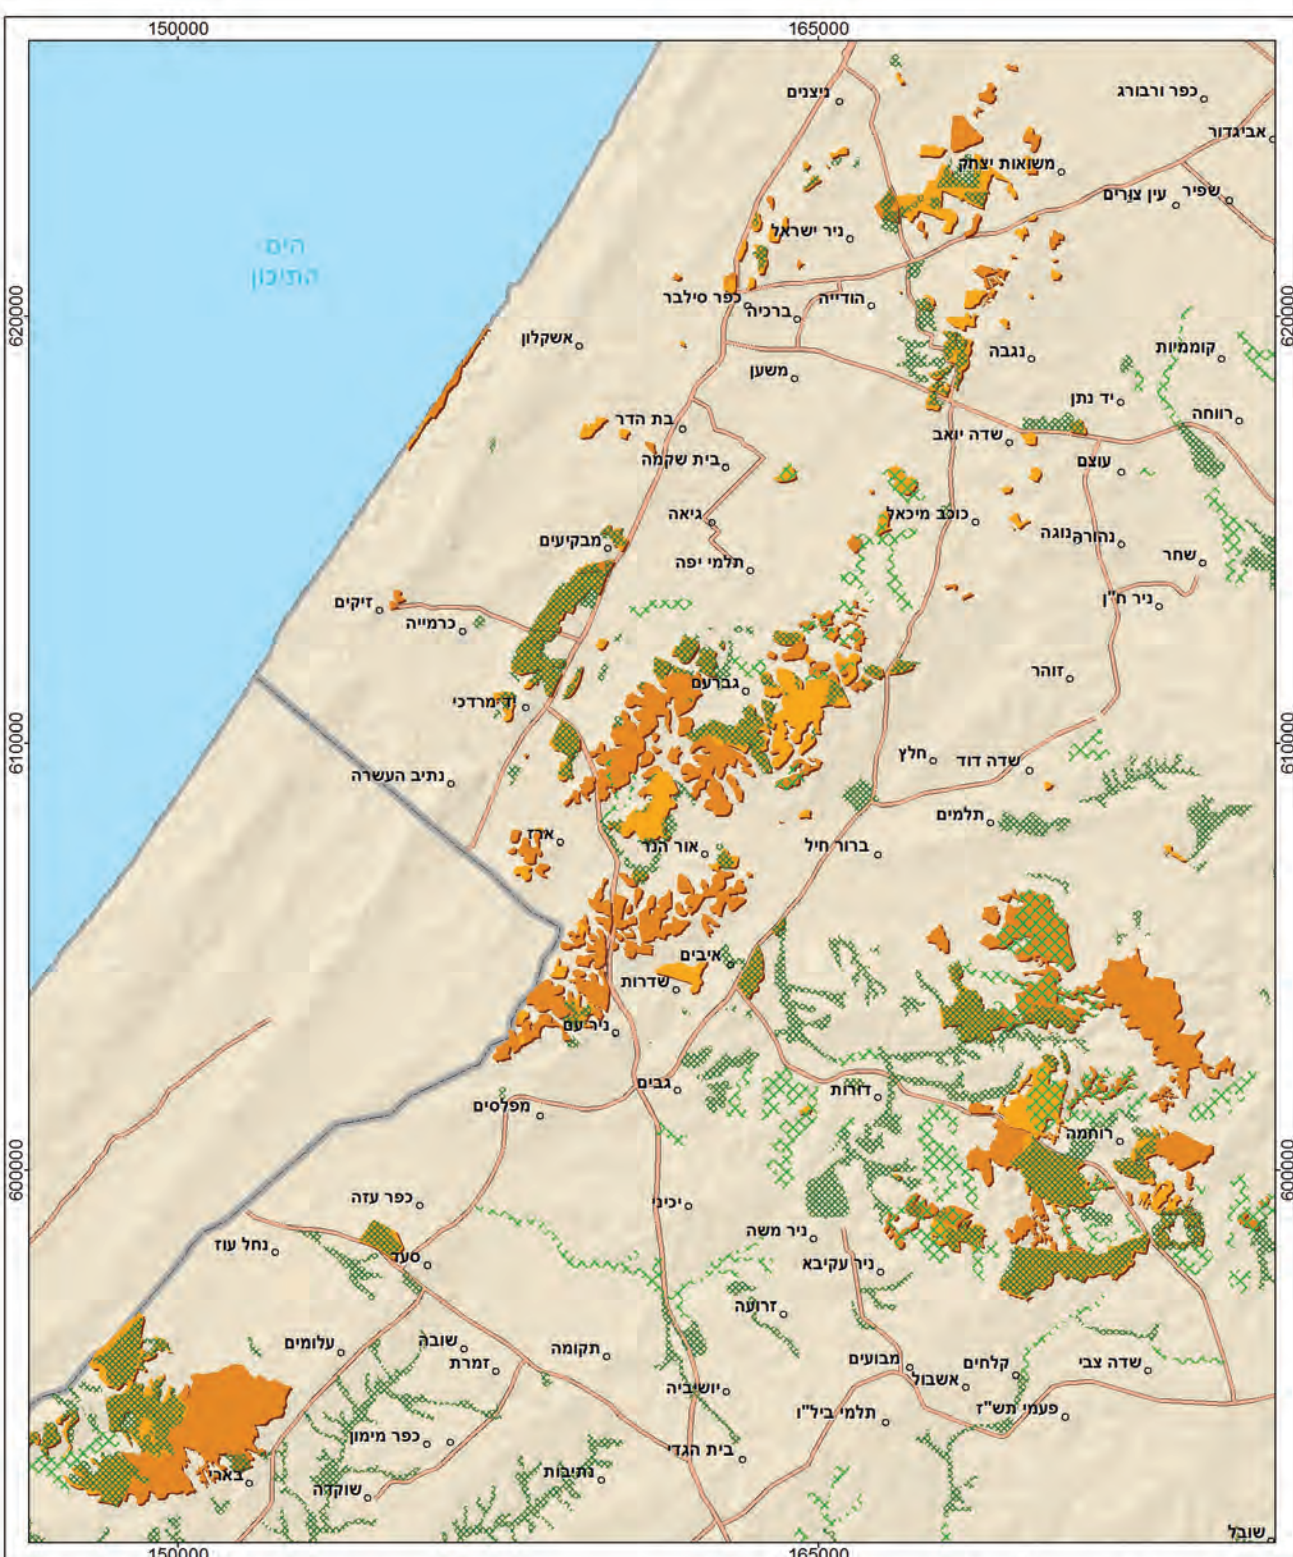 150000
165000
ניצנים
כפר ורבורג
אביגדור
משואות יצחק
עין צורים
שפיר
ניר ישראל
הים
התיכון
620000
620000
כפר סילבר
ברכיה
הודייה
אשקלון
נגבה
קוממיות
משען
יד נתן
רווחה
בת הדר
שדה יואב
בית שקמה
עוצם
גיאה
כוכב מיכאל
מבקיעים
נוגה
נהורה
שחר
תלמי יפה
זיקים
כרמייה
ניר ח"ן
זוהר
גברעם
יד מרדכי
610000
610000
חלץ
שדה דוד
נתיב העשרה
תלמים
ארז
אור הנר
ברור חיל
איבים
שדרות
ניר עם
גבים
דורות
מפלסים
רוחמה
600000
600000
כפר עזה
יכיני
ניר משה
נחל עוז
סעד
ניר עקיבא
זרועה
עלומים
שובה
תקומה
זמרת
מבועים
קלחים
שדה צבי
אשבול
יושיביה
תלמי ביל"ו
פעמי תש"ז
כפר מימון
בית הגדי
בארי
שוקדה
נתיבות
שובל
150000
165000